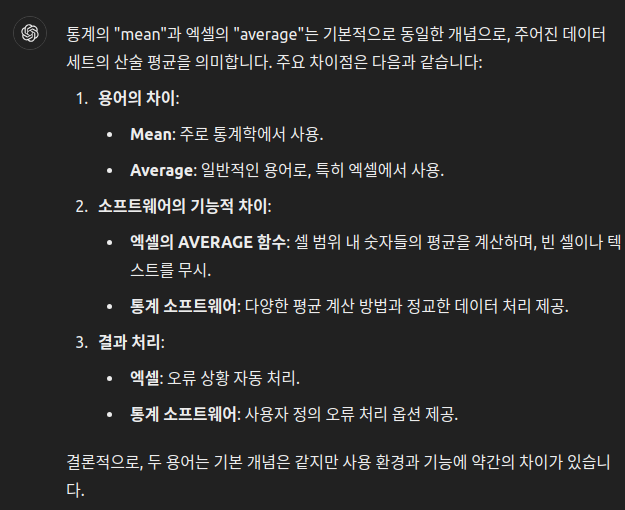 통계의 "mean"과 엑셀의 "average"는 기본적으로 동일한 개념으로, 주어진 데이터
세트의 산술 평균을 의미합니다. 주요 차이점은 다음과 같습니다:
1. 용어의 차이:
• Mean: 주로 통계학에서 사용.
• Average: 일반적인 용어로, 특히 엑셀에서 사용.
2. 소프트웨어의 기능적 차이:
• 엑셀의 AVERAGE 함수: 셀 범위 내 숫자들의 평균을 계산하며, 빈 셀이나 텍
스트를 무시.
• 통계 소프트웨어: 다양한 평균 계산 방법과 정교한 데이터 처리 제공.
3. 결과 처리:
• 엑셀: 오류 상황 자동 처리.
• 통계 소프트웨어: 사용자 정의 오류 처리 옵션 제공.
결론적으로, 두 용어는 기본 개념은 같지만 사용 환경과 기능에 약간의 차이가 있습니
다.